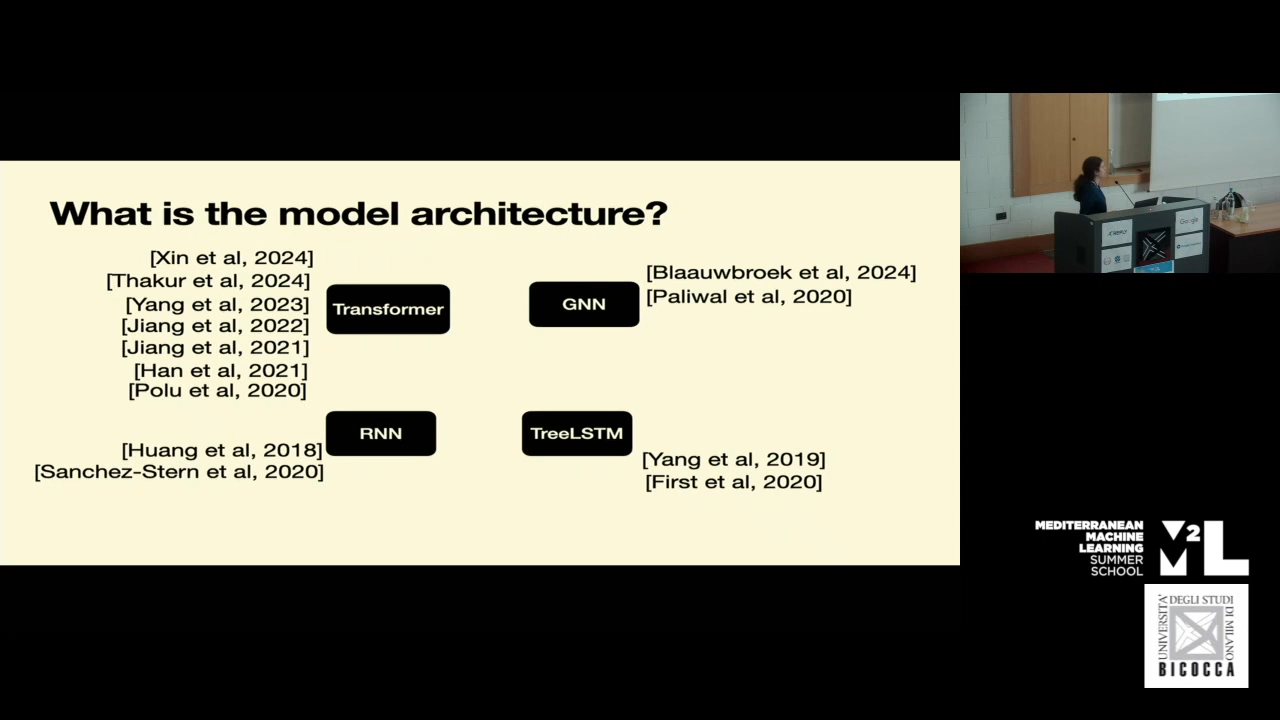 What is the model architecture?
[Xin et al, 2024]
[Thakur et al, 2024]
[Yang et al, 2023]
[Jiang et al, 2022]
[Jiang et al, 2021]
[Han et al, 2021]
[Polu et al, 2020]
Transformer
GNN
[Blaauwbroek et al, 2024]
[Paliwal et al, 2020]
RNN
[Huang et al, 2018]
[Sanchez-Stern et al, 2020]
TreeLSTM
[Yang et al, 2019]
[First et al, 2020]
Google
MEDITERRANEAN
MACHINE
LEARNING
SUMMER
SCHOOL
M2L
UNIVERSITA'
DEGLI STUDI
DI MILANO
BICOCCA